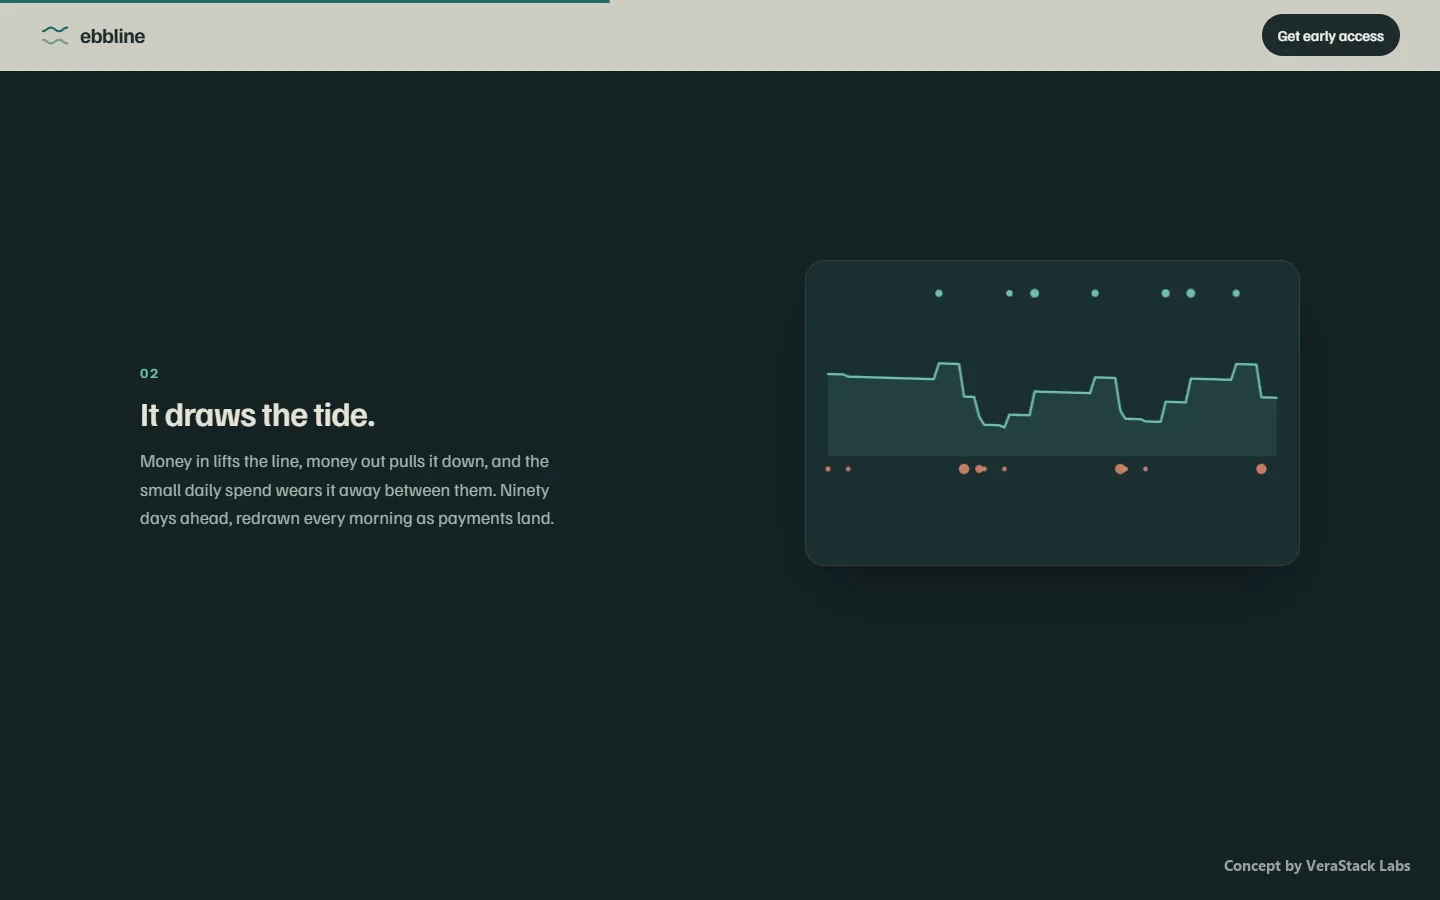 ebbline
Get early access
02
It draws the tide.
Money in lifts the line, money out pulls it down, and the
small daily spend wears it away between them. Ninety
days ahead, redrawn every morning as payments land.
Concept by VeraStack Labs